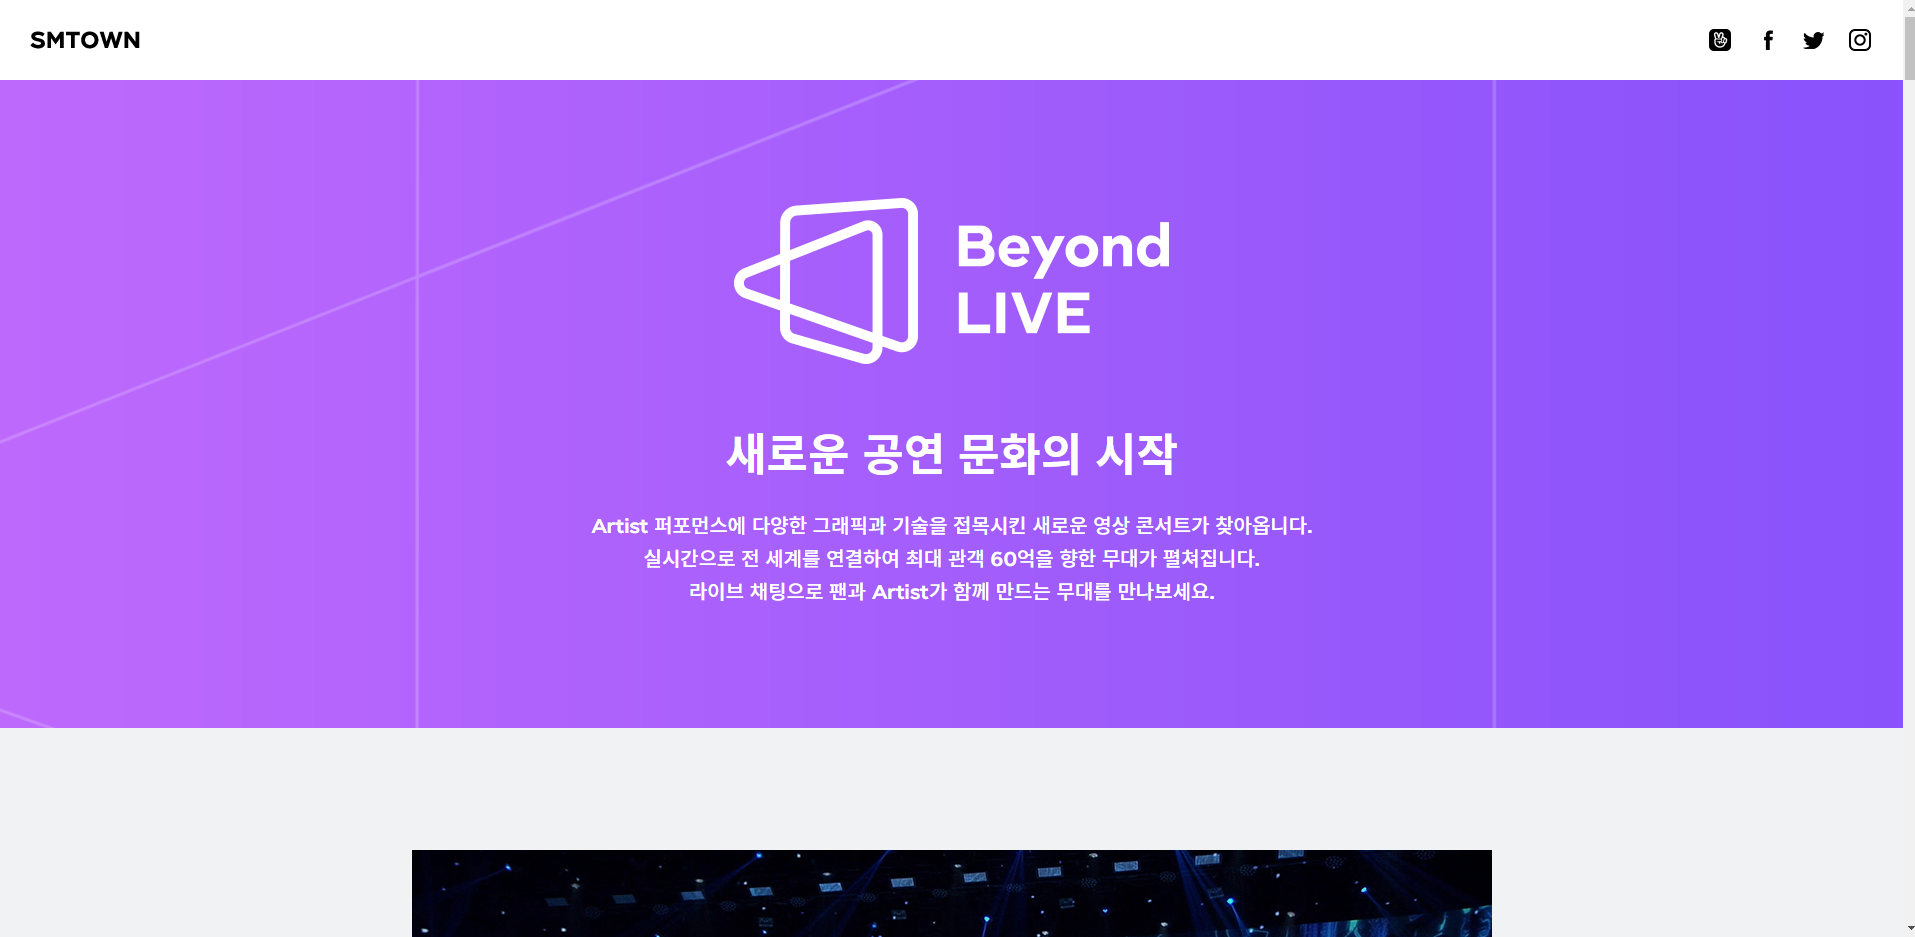 SMTOWN
Beyond
LIVE
새로운 공연 문화의 시작
Artist 퍼포먼스에 다양한 그래픽과 기술을 접목시킨 새로운 영상 콘서트가 찾아옵니다.
실시간으로 전 세계를 연결하여 최대 관객 60억을 향한 무대가 펼쳐집니다.
라이브 채팅으로 팬과 Artist가 함께 만드는 무대를 만나보세요.